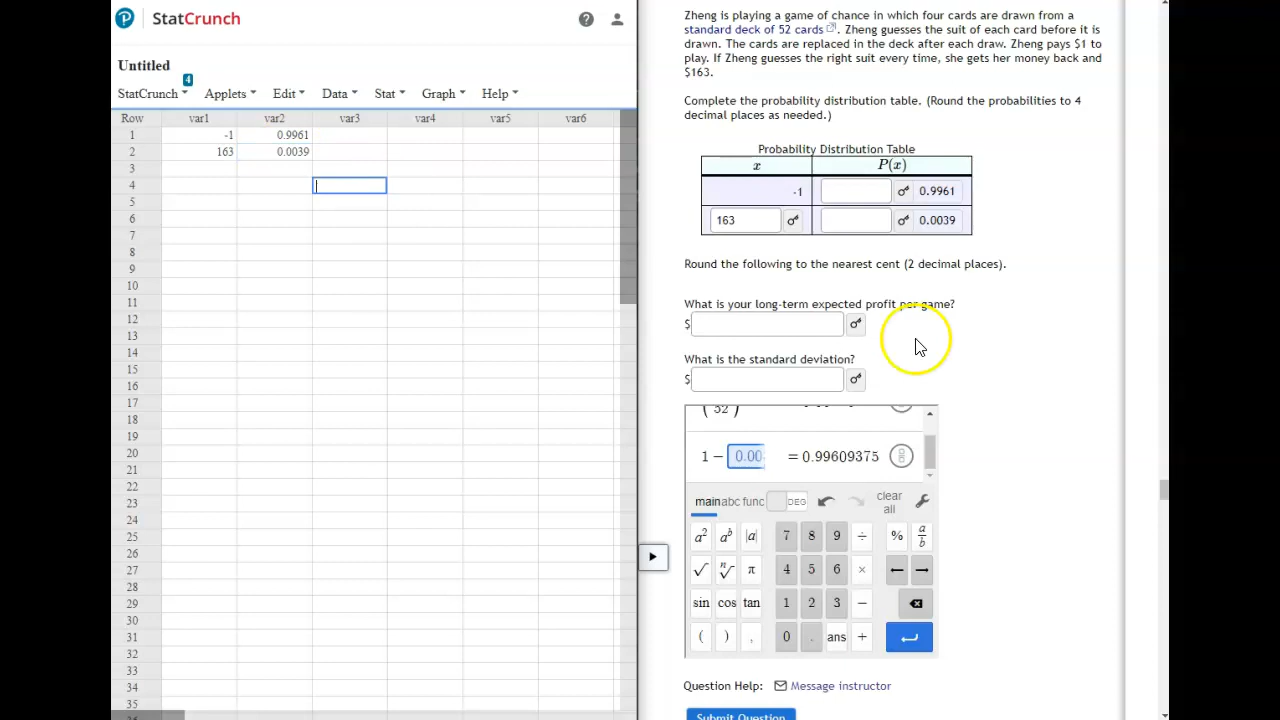 StatCrunch
Untitled
4
StatCrunch Applets Edit Data Stat Graph Help
Row var1 var2 var3 var4 var5 var6
1 -1 0.9961
2 163 0.0039
3
4
5
6
7
8
9
10
11
12
13
14
15
16
17
18
19
20
21
22
23
24
25
26
27
28
29
30
31
32
33
34
35
Zheng is playing a game of chance in which four cards are drawn from a
standard deck of 52 cards. Zheng guesses the suit of each card before it is
drawn. The cards are replaced in the deck after each draw. Zheng pays $1 to
play. If Zheng guesses the right suit every time, she gets her money back and
$163.
Complete the probability distribution table. (Round the probabilities to 4
decimal places as needed.)
Probability Distribution Table
x P(x)
-1 0.9961
163 0.0039
Round the following to the nearest cent (2 decimal places).
What is your long-term expected profit per game?
$
What is the standard deviation?
$
(52)
1 − 0.00 = 0.99609375
main abc func DEG clear
all
a² aᵇ |a| 7 8 9 ÷ % a/b
√ ⁿ√ π 4 5 6 × ← →
sin cos tan 1 2 3 −
( ) , 0 . ans +
Question Help: Message instructor
Submit Question